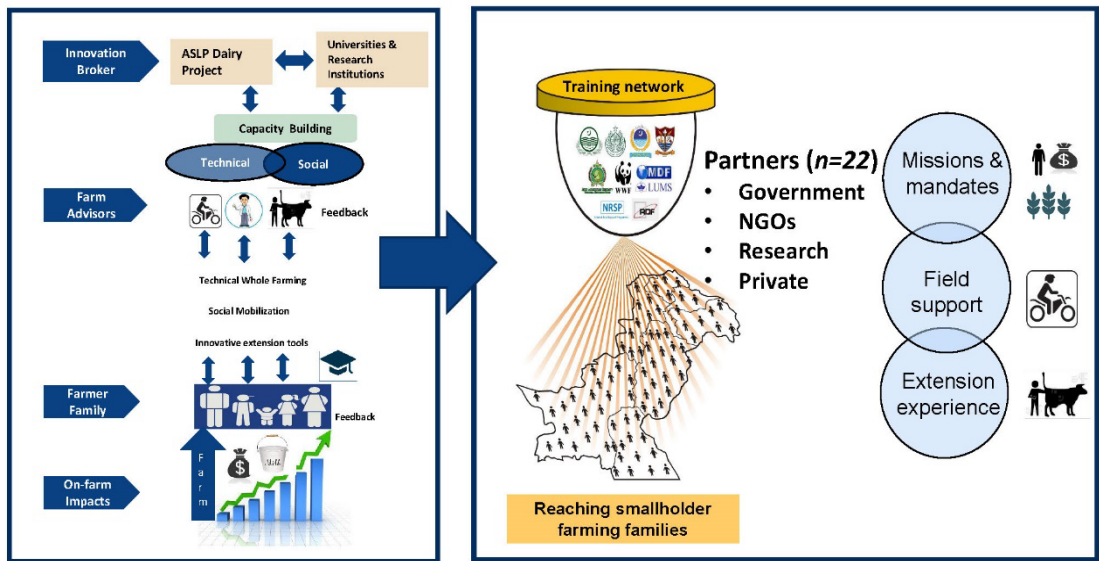 Innovation
Broker
ASLP Dairy
Project
Universities &
Research
Institutions
Capacity Building
Technical
Social
Farm
Advisors
Feedback
Technical Whole Farming
Social Mobilization
Innovative extension tools
Farmer
Family
Feedback
On-farm
Impacts
Farm
$
Milk
Training network
WWF
MDF
LUMS
NRSP
RDF
Partners (n=22)
• Government
• NGOs
• Research
• Private
Reaching smallholder
farming families
Missions &
mandates
$
Field
support
Extension
experience